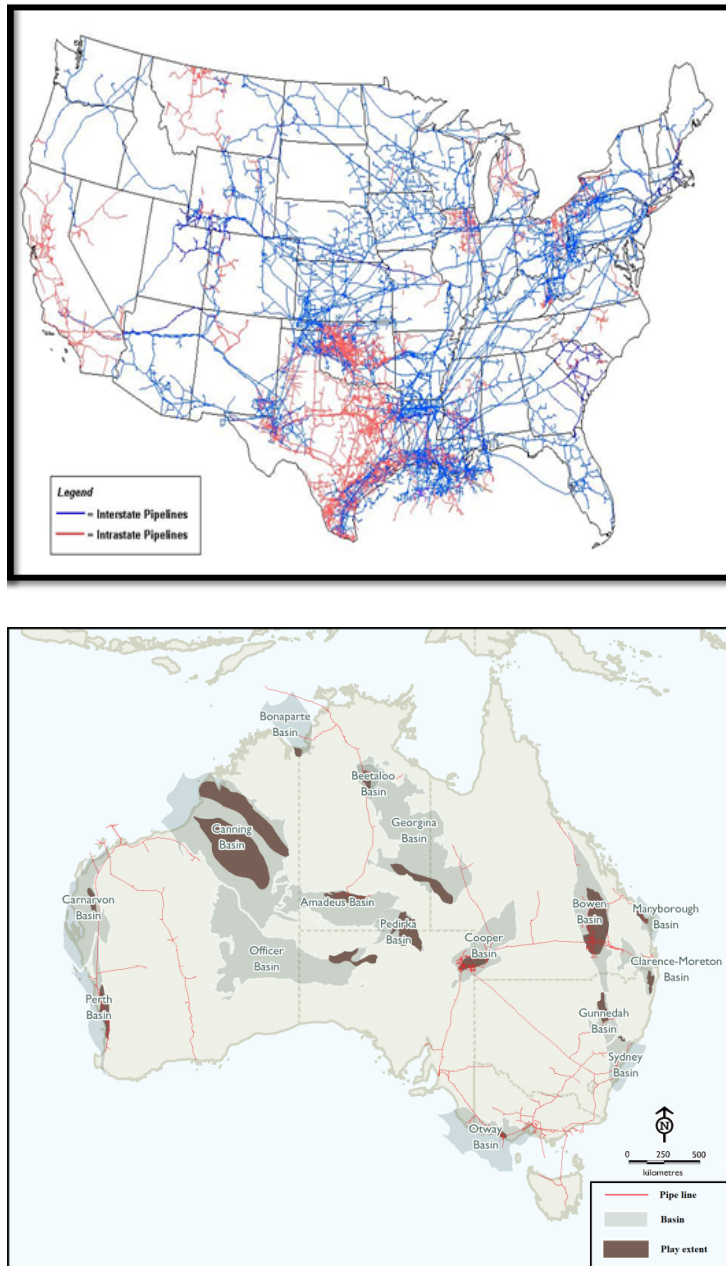 Legend
= Interstate Pipelines
= Intrastate Pipelines
Bonaparte
Basin
Beetaloo
Basin
Georgina
Basin
Canning
Basin
Carnarvon
Basin
Amadeus Basin
Pedirka
Basin
Cooper
Basin
Bowen
Basin
Maryborough
Basin
Officer
Basin
Clarence-Moreton
Basin
Perth
Basin
Gunnedah
Basin
Sydney
Basin
Otway
Basin
N
0 250 500
kilometres
Pipe line
Basin
Play extent